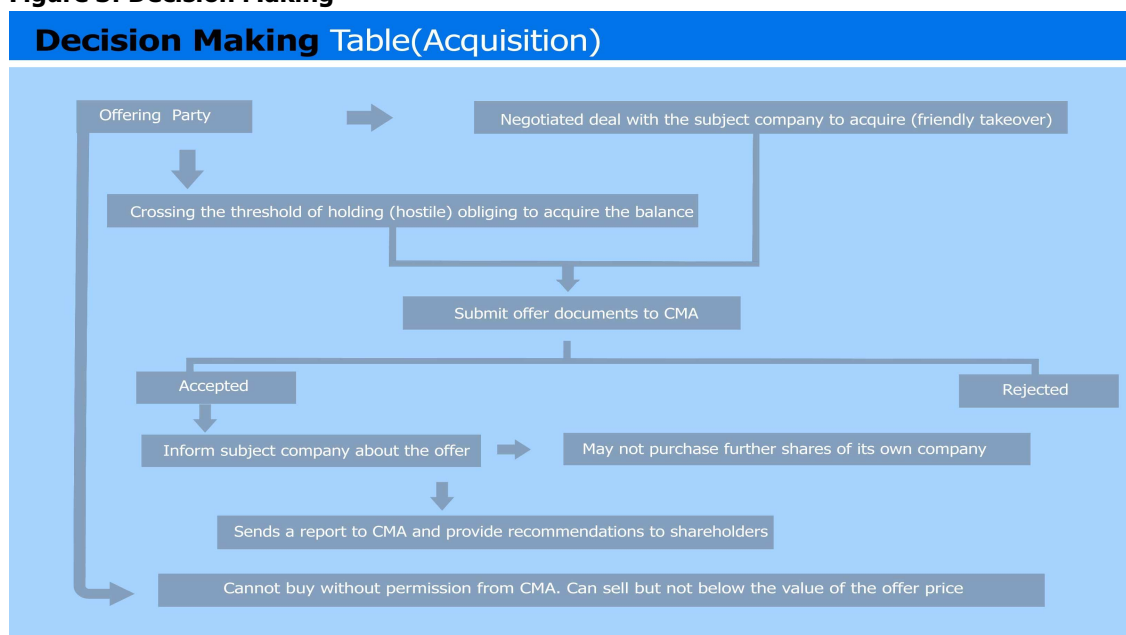 Decision Making Table(Acquisition)
Offering Party
Negotiated deal with the subject company to acquire (friendly takeover)
Crossing the threshold of holding (hostile) obliging to acquire the balance
Submit offer documents to CMA
Accepted
Rejected
Inform subject company about the offer
May not purchase further shares of its own company
Sends a report to CMA and provide recommendations to shareholders
Cannot buy without permission from CMA. Can sell but not below the value of the offer price